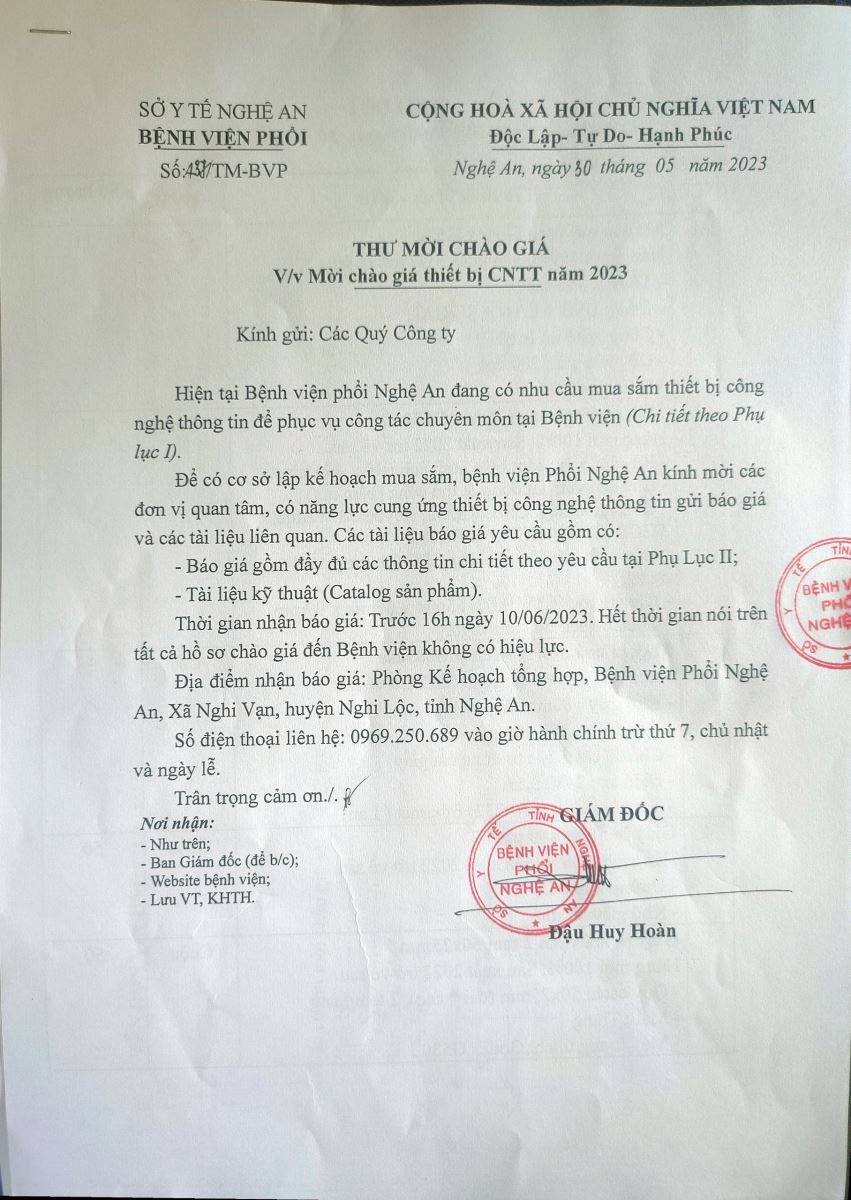 SỞ Y TẾ NGHỆ AN
BỆNH VIỆN PHỔI
Số: /TM-BVP
CỘNG HOÀ XÃ HỘI CHỦ NGHĨA VIỆT NAM
Độc Lập- Tự Do- Hạnh Phúc
Nghệ An, ngày 30 tháng 05 năm 2023
THƯ MỜI CHÀO GIÁ
V/v Mời chào giá thiết bị CNTT năm 2023
Kính gửi: Các Quý Công ty
Hiện tại Bệnh viện phổi Nghệ An đang có nhu cầu mua sắm thiết bị công
nghệ thông tin để phục vụ công tác chuyên môn tại Bệnh viện (Chi tiết theo Phụ
lục I).
Để có cơ sở lập kế hoạch mua sắm, bệnh viện Phổi Nghệ An kính mời các
đơn vị quan tâm, có năng lực cung ứng thiết bị công nghệ thông tin gửi báo giá
và các tài liệu liên quan. Các tài liệu báo giá yêu cầu gồm có:
- Báo giá gồm đầy đủ các thông tin chi tiết theo yêu cầu tại Phụ Lục II;
- Tài liệu kỹ thuật (Catalog sản phẩm).
Thời gian nhận báo giá: Trước 16h ngày 10/06/2023. Hết thời gian nói trên
tất cả hồ sơ chào giá đến Bệnh viện không có hiệu lực.
Địa điểm nhận báo giá: Phòng Kế hoạch tổng hợp, Bệnh viện Phổi Nghệ
An, Xã Nghi Vạn, huyện Nghi Lộc, tỉnh Nghệ An.
Số điện thoại liên hệ: 0969.250.689 vào giờ hành chính trừ thứ 7, chủ nhật
và ngày lễ.
Trân trọng cảm ơn./.
Nơi nhận:
- Như trên;
- Ban Giám đốc (để b/c);
- Website bệnh viện;
- Lưu VT, KHTH.
GIÁM ĐỐC
SỞ Y TẾ TỈNH NGHỆ AN
BỆNH VIỆN
PHỔI
NGHỆ AN
Đậu Huy Hoàn
SỞ Y TẾ
BỆNH
NGHỆ